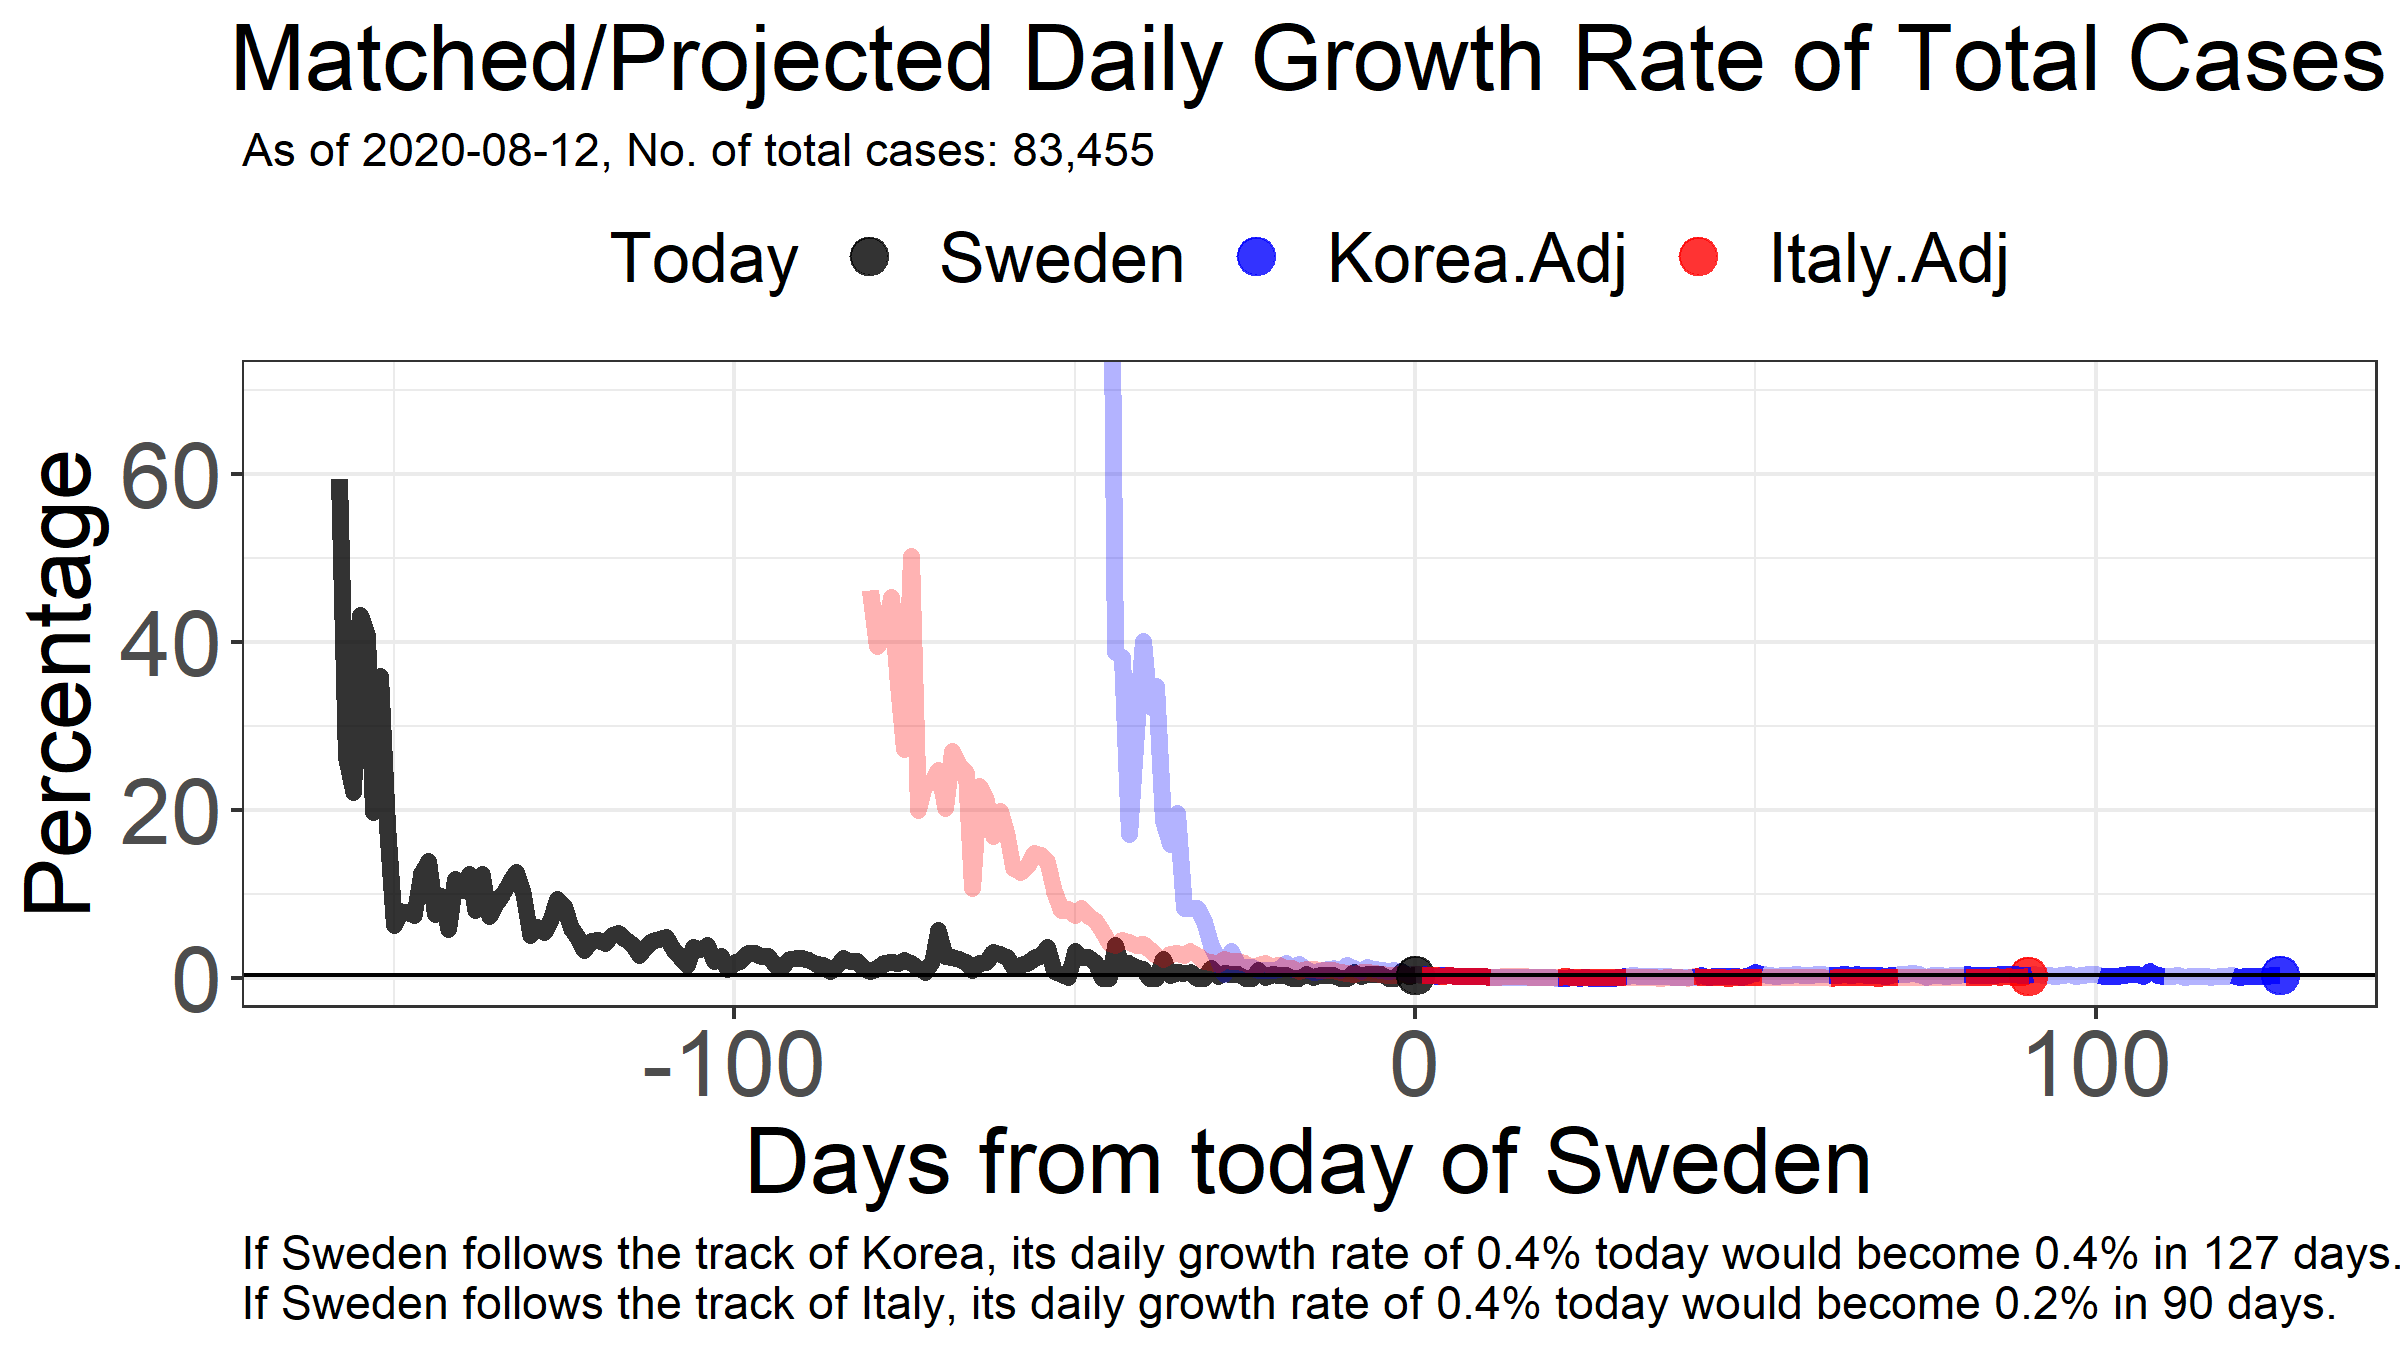 Matched/Projected Daily Growth Rate of Total Cases
As of 2020-08-12, No. of total cases: 83,455
Today Sweden Korea.Adj Italy.Adj
Percentage
60
40
20
0
-100 0 100
Days from today of Sweden
If Sweden follows the track of Korea, its daily growth rate of 0.4% today would become 0.4% in 127 days.
If Sweden follows the track of Italy, its daily growth rate of 0.4% today would become 0.2% in 90 days.